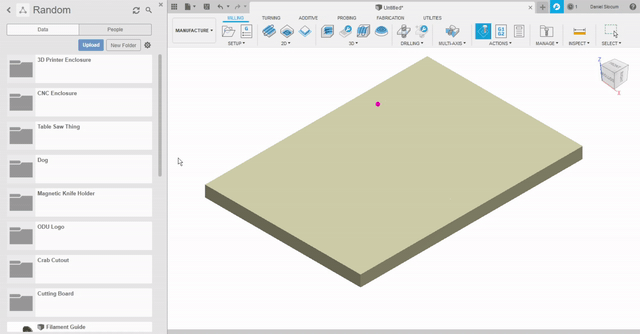 Random
Untitled*
Daniel Slocum
1
Data
People
MILLING
TURNING
ADDITIVE
PROBING
FABRICATION
UTILITIES
MANUFACTURE
Upload
New Folder
G1
G2
SETUP
2D
3D
DRILLING
MULTI-AXIS
ACTIONS
MANAGE
INSPECT
SELECT
3D Printer Enclosure
CNC Enclosure
Table Saw Thing
Dog
Magnetic Knife Holder
ODU Logo
Crab Cutout
Cutting Board
Filament Guide
Z
X